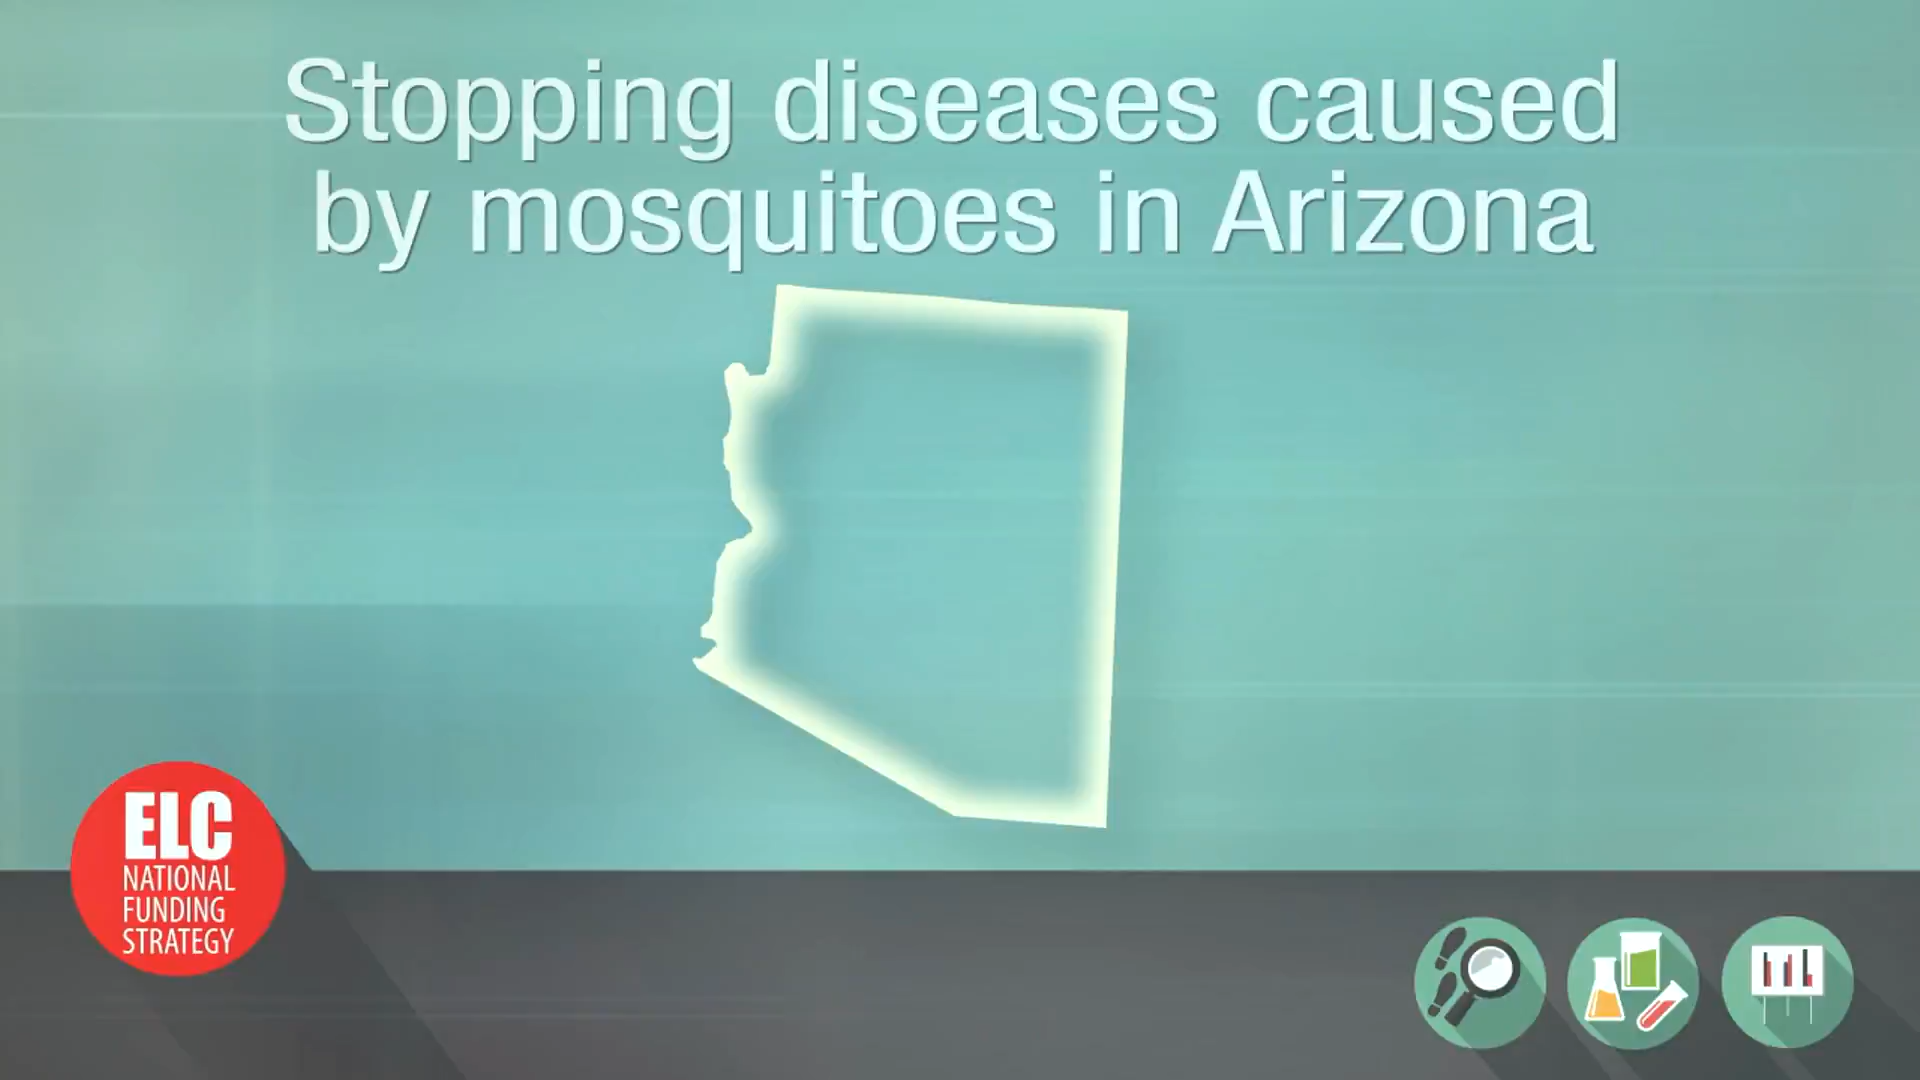 Stopping diseases caused
by mosquitoes in Arizona
ELC
NATIONAL
FUNDING
STRATEGY